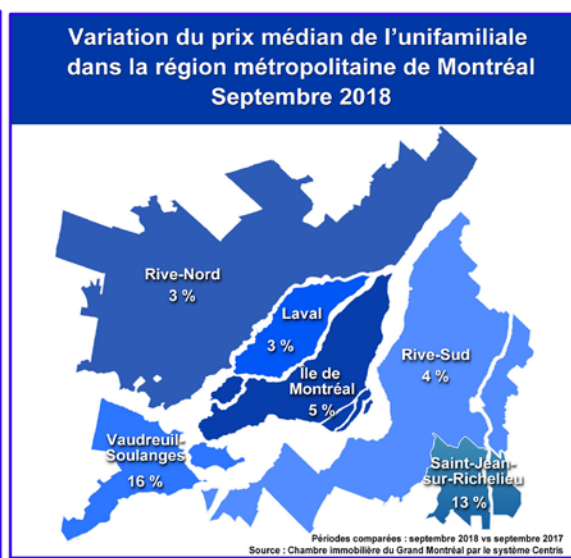 Variation du prix médian de l'unifamiliale
dans la région métropolitaine de Montréal
Septembre 2018
Rive-Nord
3 %
Laval
3 %
Île de
Montréal
5 %
Rive-Sud
4 %
Vaudreuil-
Soulanges
16 %
Saint-Jean-
sur-Richelieu
13 %
Périodes comparées : septembre 2018 vs septembre 2017
Source : Chambre immobilière du Grand Montréal par le système Centris